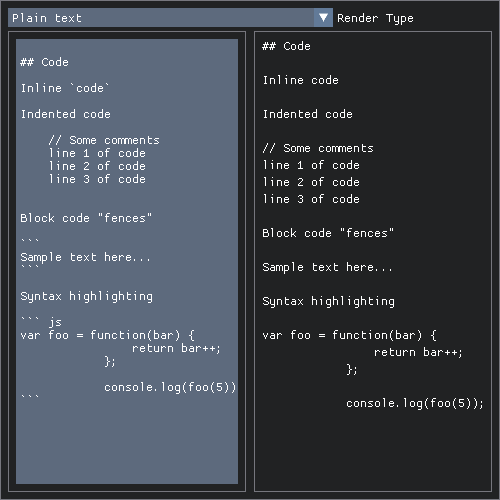 Plain text
Render Type
## Code
Inline `code`
Indented code
// Some comments
line 1 of code
line 2 of code
line 3 of code
Block code "fences"
```
Sample text here...
```
Syntax highlighting
``` js
var foo = function(bar) {
return bar++;
};
console.log(foo(5))
```
## Code
Inline code
Indented code
// Some comments
line 1 of code
line 2 of code
line 3 of code
Block code "fences"
Sample text here...
Syntax highlighting
var foo = function(bar) {
return bar++;
};
console.log(foo(5));